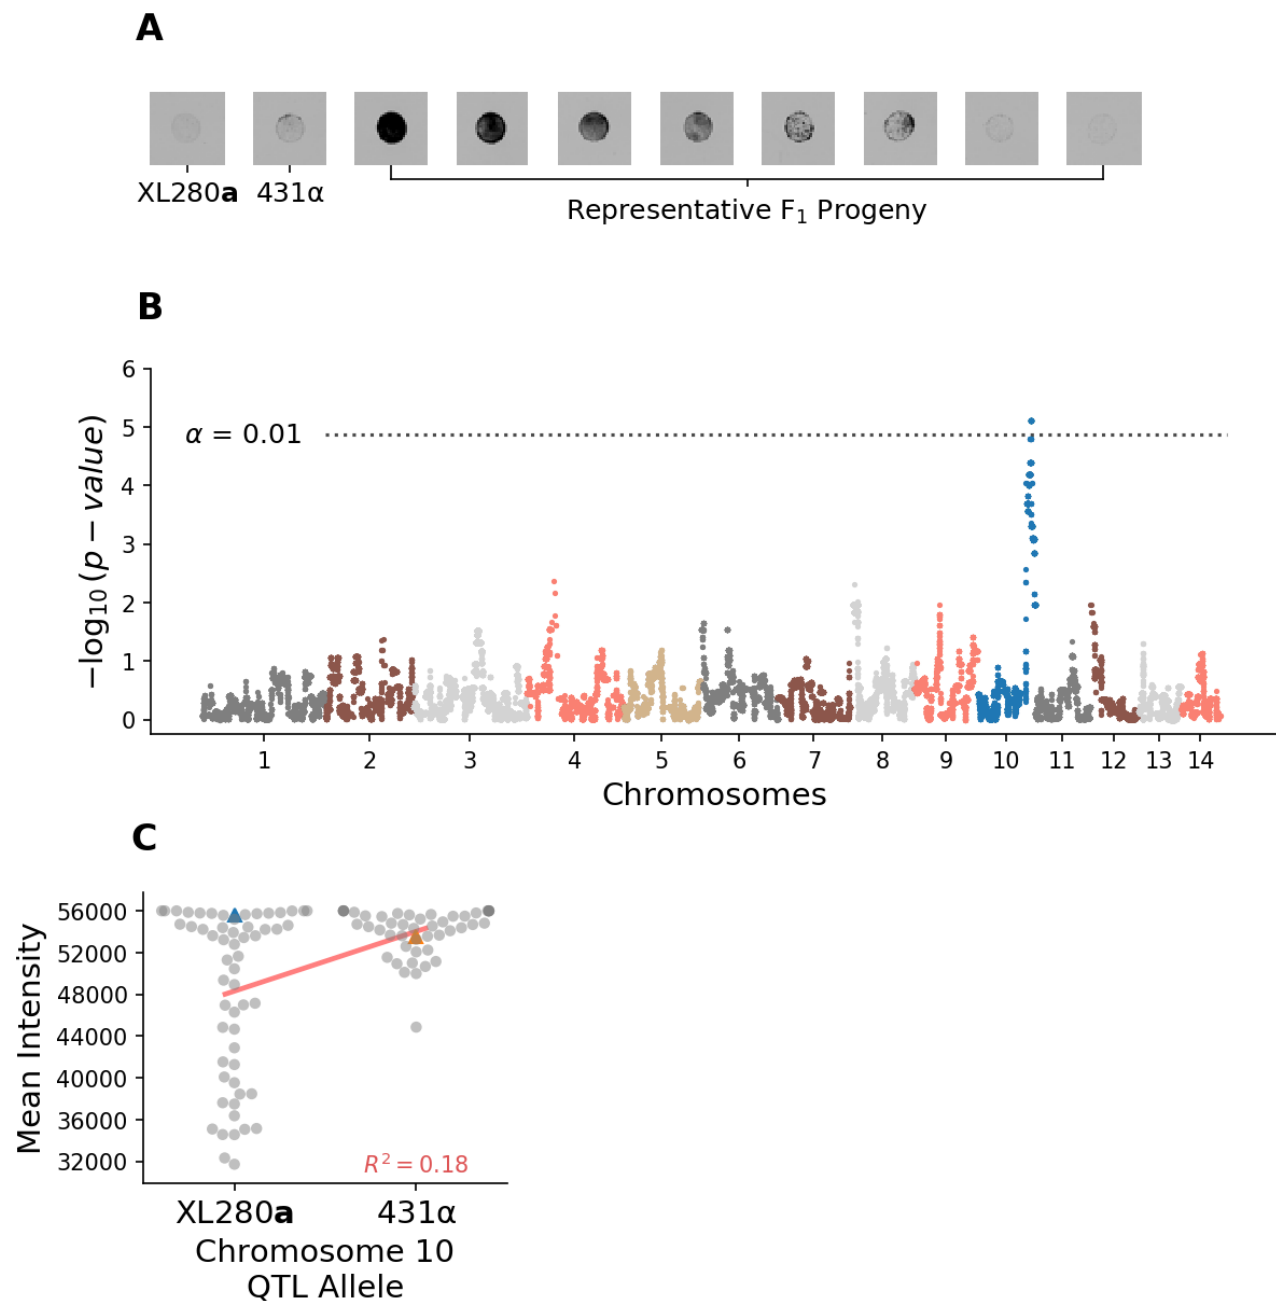 A
XL280a 431α
Representative F₁ Progeny
B
6
5
4
3
2
1
0
−log₁₀(p − value)
α = 0.01
1 2 3 4 5 6 7 8 9 10 11 12 13 14
Chromosomes
C
56000
52000
48000
44000
40000
36000
32000
Mean Intensity
R² = 0.18
XL280a 431α
Chromosome 10
QTL Allele